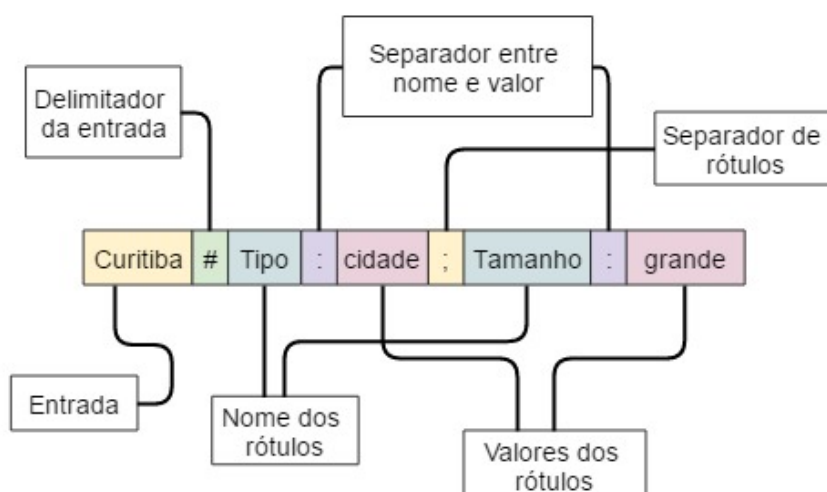 Separador entre
nome e valor
Delimitador
da entrada
Separador de
rótulos
Curitiba # Tipo : cidade ; Tamanho : grande
Entrada
Nome dos
rótulos
Valores dos
rótulos